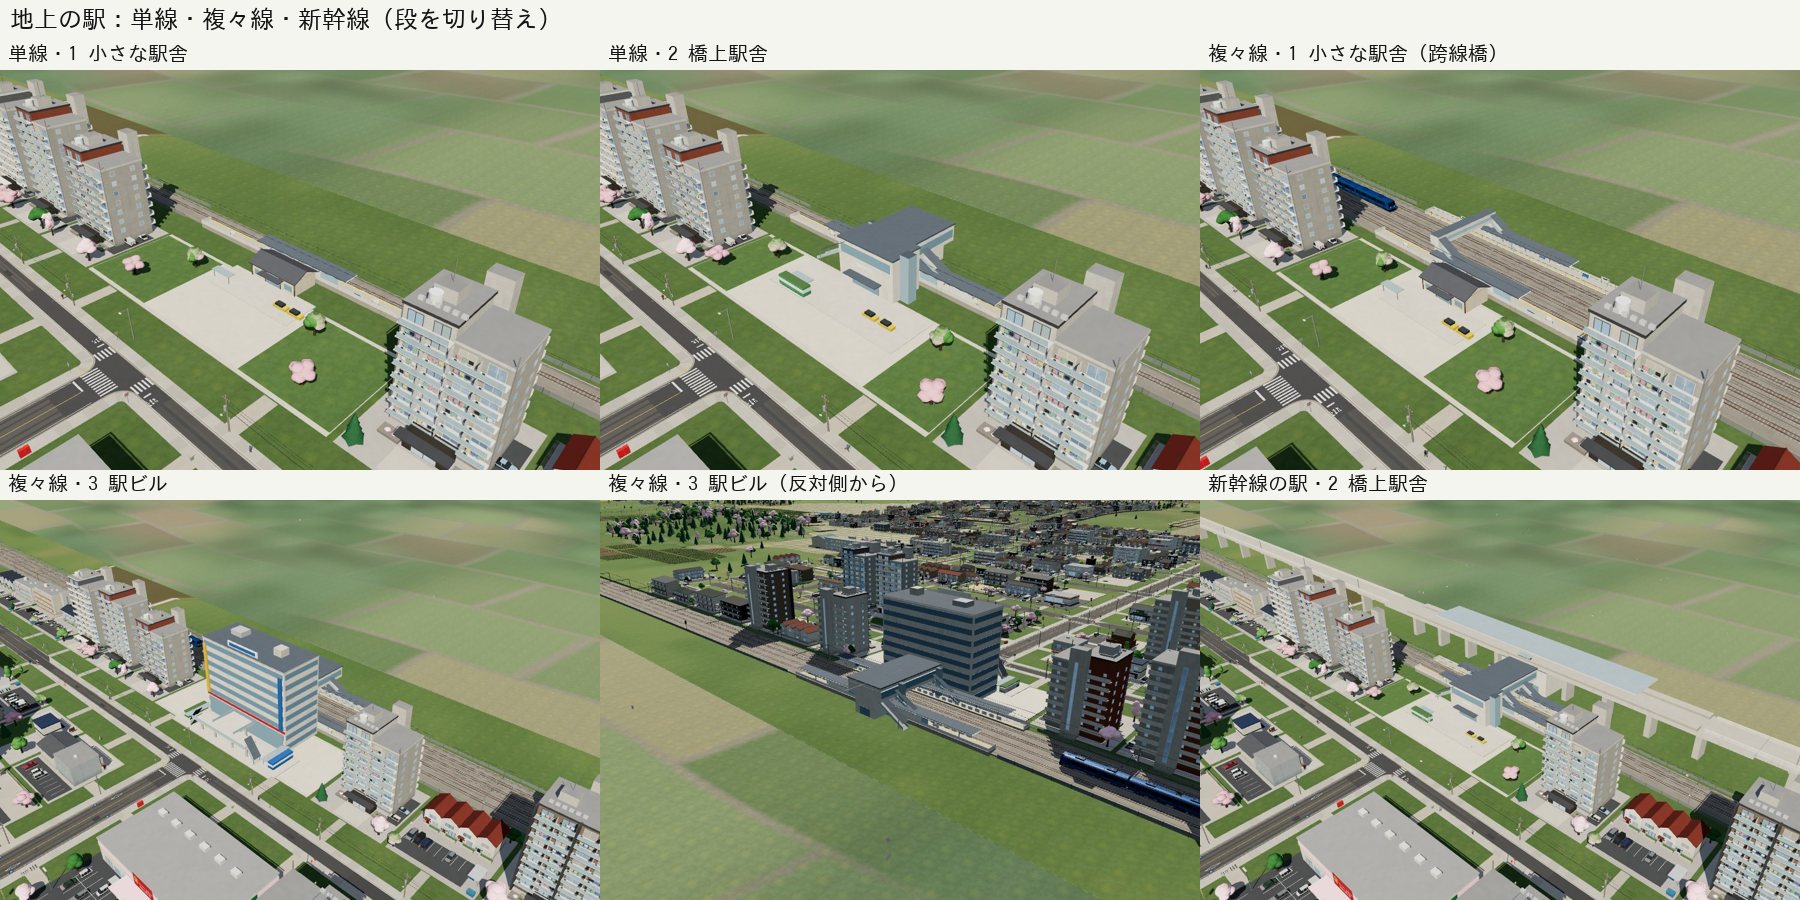 地上の駅：単線・複々線・新幹線（段を切り替え）
単線・1 小さな駅舎
単線・2 橋上駅舎
複々線・1 小さな駅舎（跨線橋）
複々線・3 駅ビル
複々線・3 駅ビル（反対側から）
新幹線の駅・2 橋上駅舎